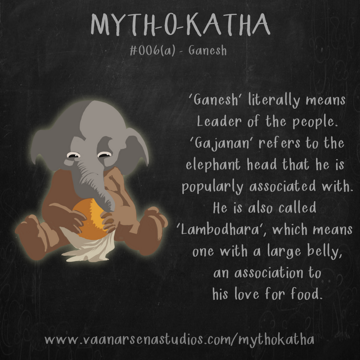 MYTH-O-KATHA
#006(a) - Ganesh
'Ganesh' literally means
Leader of the people.
'Gajanan' refers to the
elephant head that he is
popularly associated with.
He is also called
'Lambodhara', which means
one with a large belly,
an association to
his love for food.
www.vaanarsenastudios.com/mythokatha